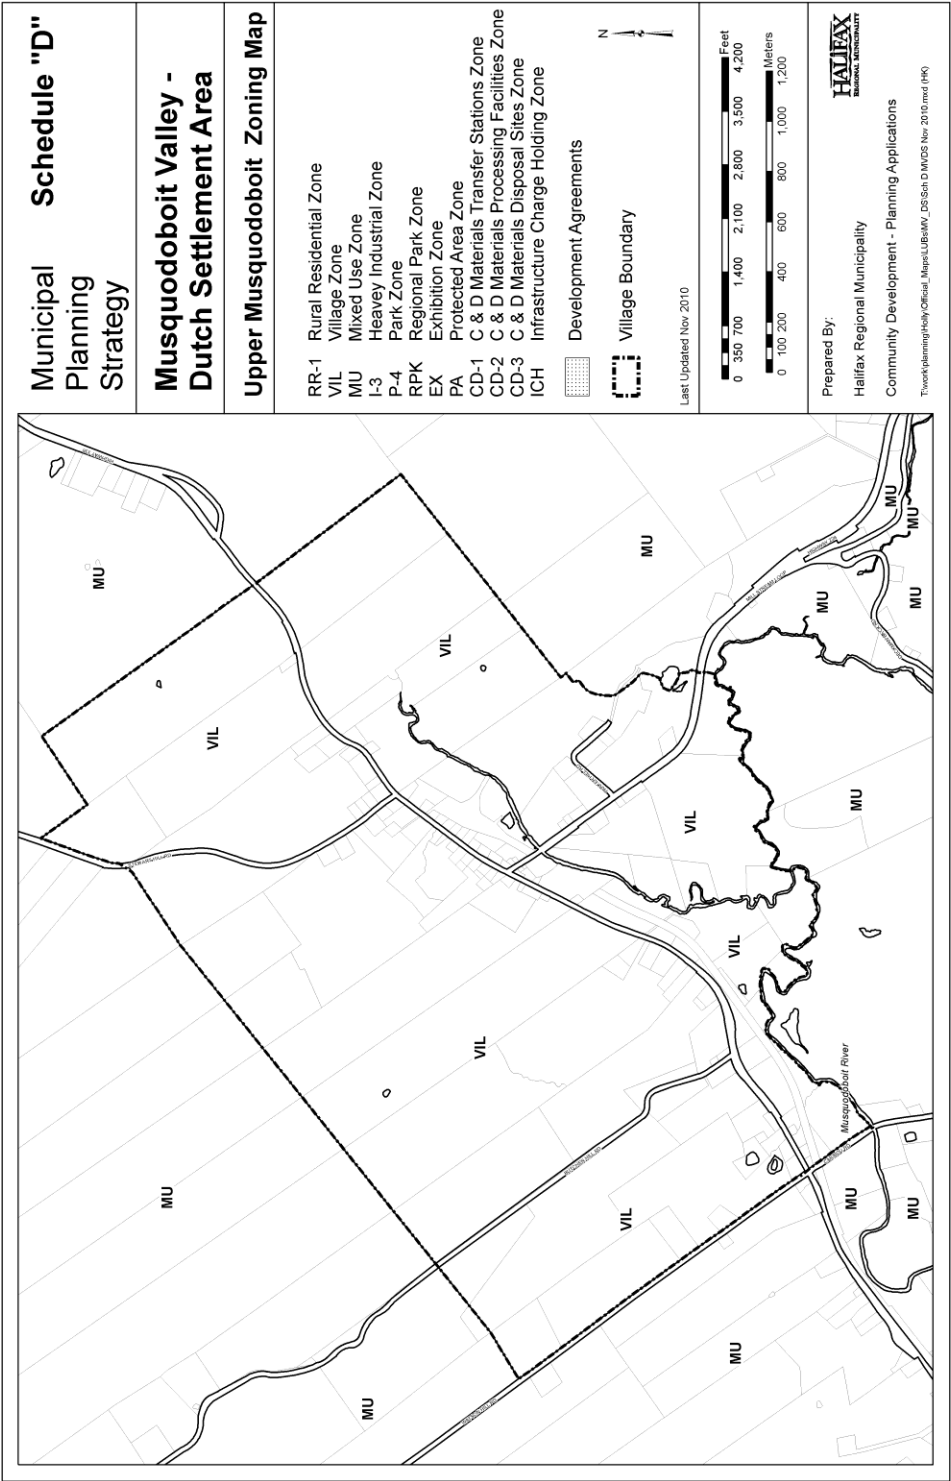 Municipal Schedule "D"
Planning
Strategy
Musquodoboit Valley -
Dutch Settlement Area
Upper Musquodoboit Zoning Map
RR-1 Rural Residential Zone
VIL Village Zone
MU Mixed Use Zone
I-3 Heavey Industrial Zone
P-4 Park Zone
RPK Regional Park Zone
EX Exhibition Zone
PA Protected Area Zone
CD-1 C & D Materials Transfer Stations Zone
CD-2 C & D Materials Processing Facilities Zone
CD-3 C & D Materials Disposal Sites Zone
ICH Infrastructure Charge Holding Zone
Development Agreements
Village Boundary
N
Last Updated Nov 2010
Feet
0 350 700 1,400 2,100 2,800 3,500 4,200
Meters
0 100 200 400 600 800 1,000 1,200
Prepared By:
HALIFAX
REGIONAL MUNICIPALITY
Halifax Regional Municipality
Community Development - Planning Applications
MU
MU
VIL
VIL
MU
MU
VIL
VIL
MU
MU
MU
MU
VIL
MU
VIL
MU
Musquodoboit River
MU
MU
MU